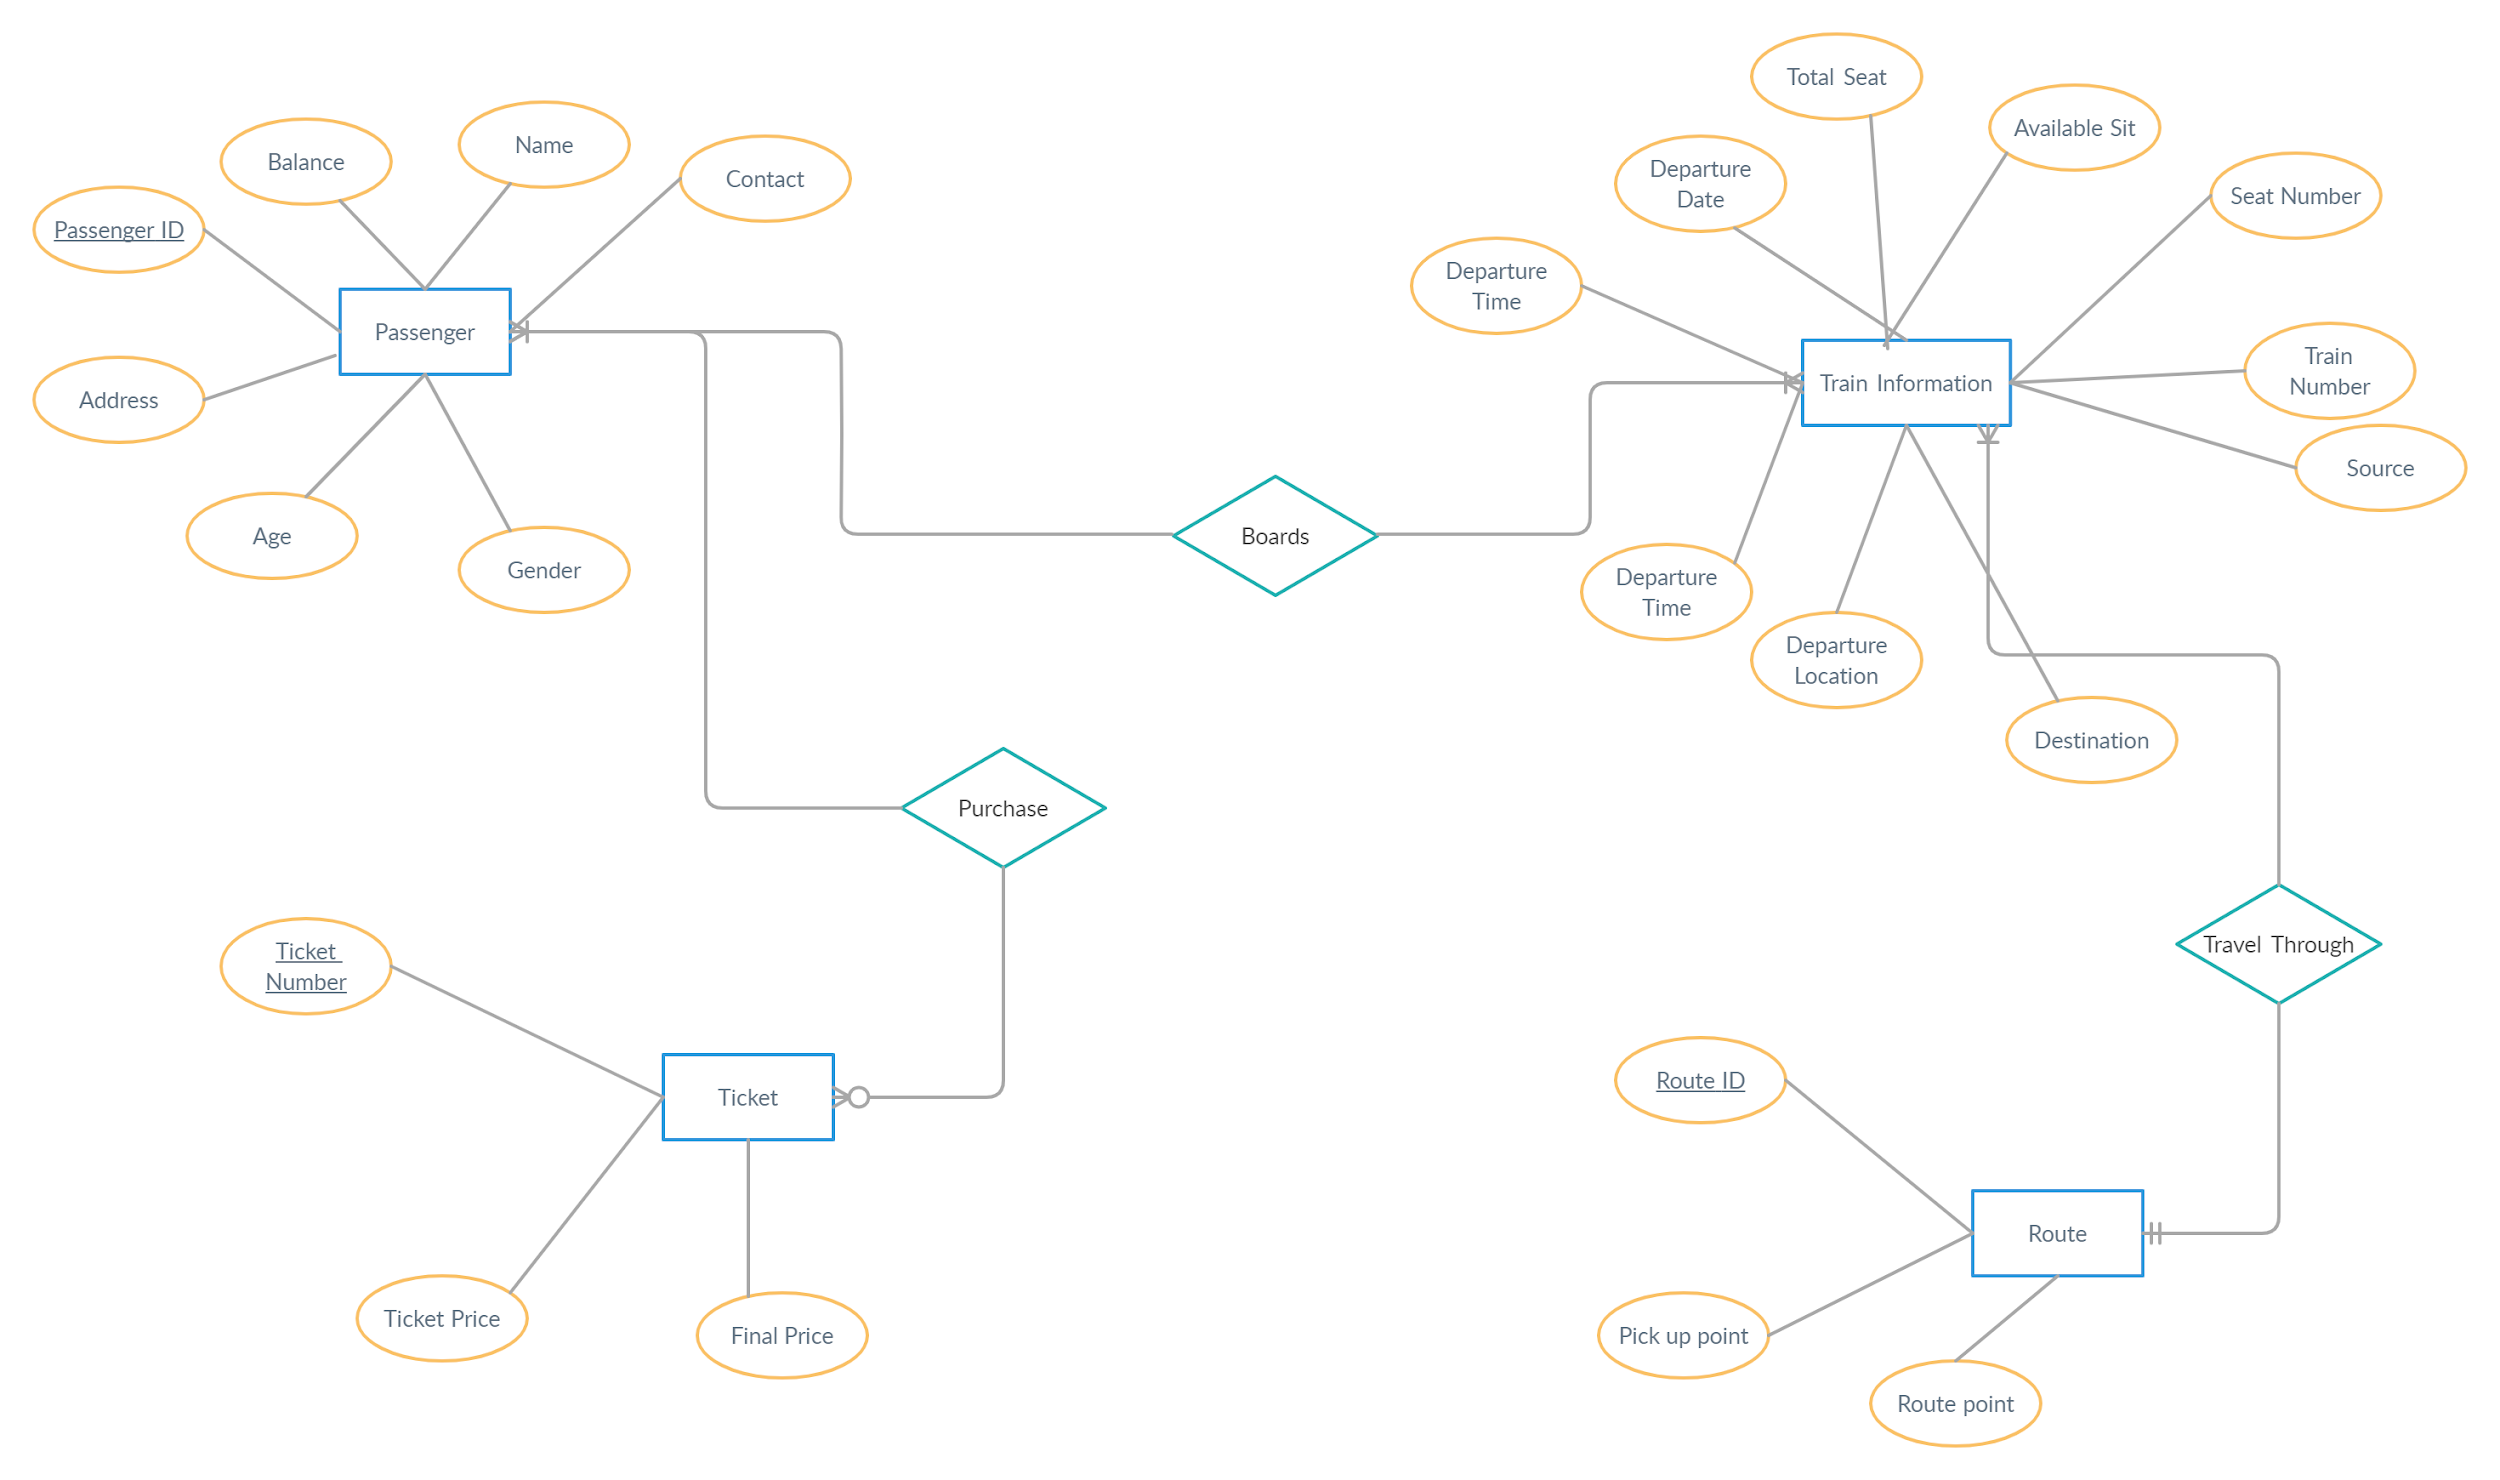 Total Seat
Available Sit
Name
Balance
Contact
Departure
Date
Seat Number
Passenger ID
Departure
Time
Passenger
Train Information
Train
Number
Address
Source
Age
Gender
Boards
Departure
Time
Departure
Location
Destination
Purchase
Travel Through
Ticket
Number
Ticket
Route ID
Route
Ticket Price
Final Price
Pick up point
Route point